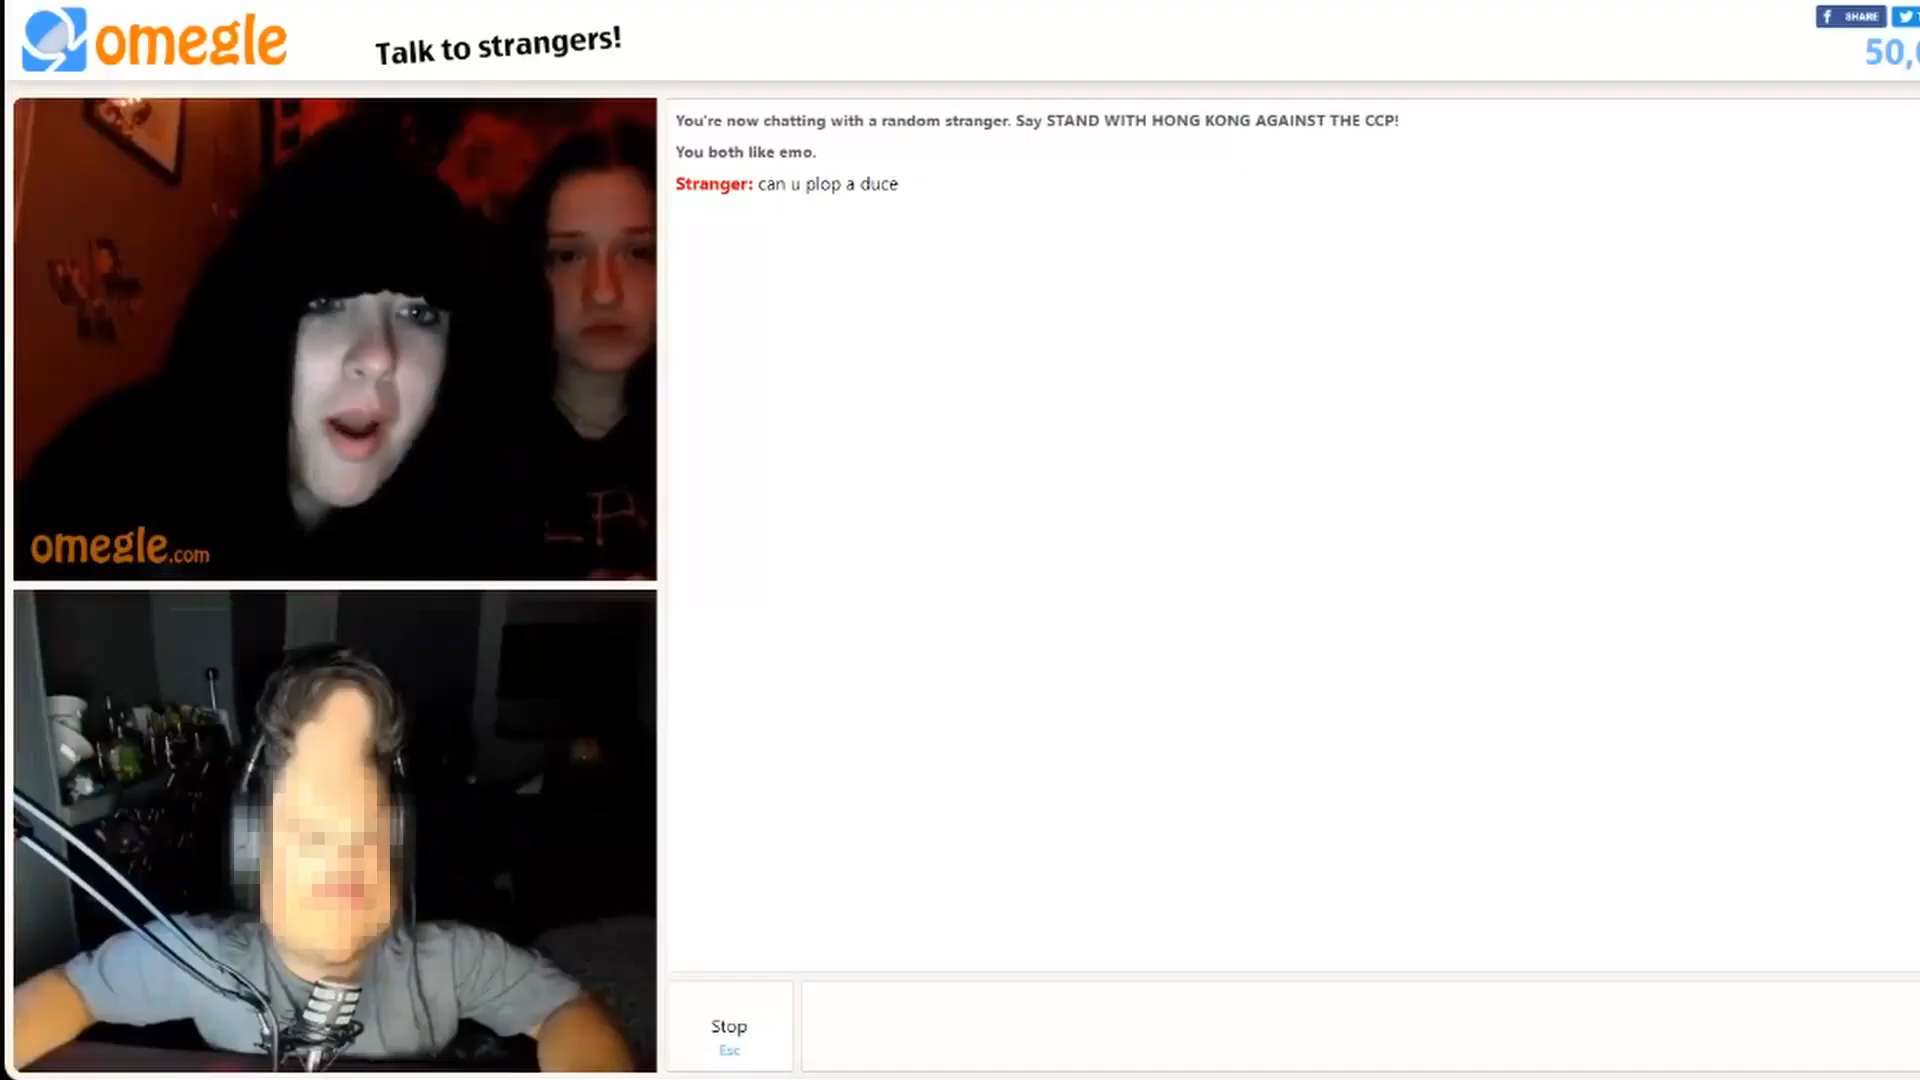 omegle
Talk to strangers!
SHARE
50,
You're now chatting with a random stranger. Say STAND WITH HONG KONG AGAINST THE CCP!
You both like emo.
Stranger: can u plop a duce
omegle.com
Stop
Esc